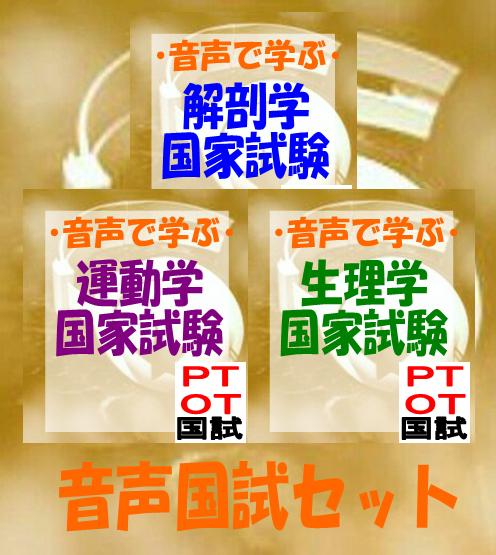 ・音声で学ぶ・
解剖学
国家試験
・音声で学ぶ・
運動学
国家試験
PT
OT
国試
・音声で学ぶ・
生理学
国家試験
PT
OT
国試
音声国試セット